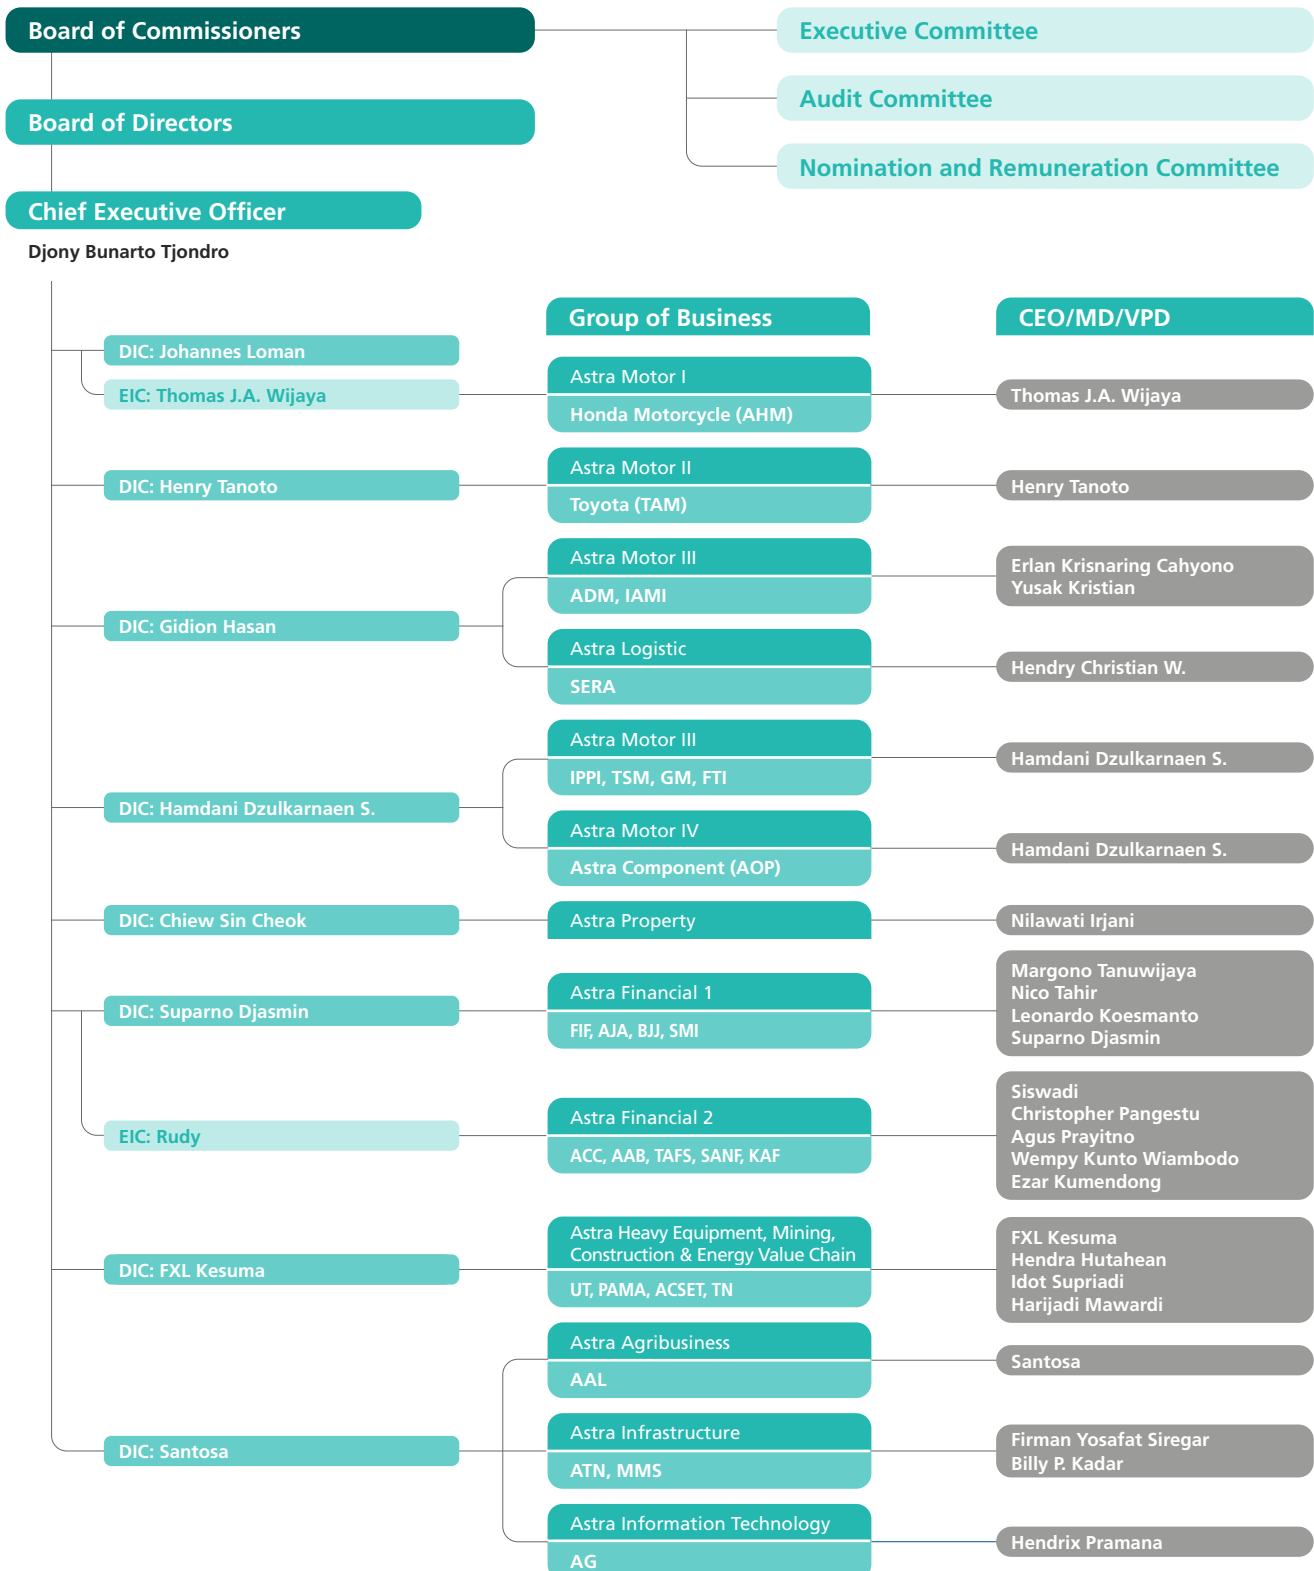 Board of Commissioners
Executive Committee
Audit Committee
Board of Directors
Nomination and Remuneration Committee
Chief Executive Officer
Djony Bunarto Tjondro
Group of Business
CEO/MD/VPD
DIC: Johannes Loman
EIC: Thomas J.A. Wijaya
Astra Motor I
Honda Motorcycle (AHM)
Thomas J.A. Wijaya
DIC: Henry Tanoto
Astra Motor II
Toyota (TAM)
Henry Tanoto
DIC: Gidion Hasan
Astra Motor III
ADM, IAMI
Erlan Krisnaring Cahyono
Yusak Kristian
Astra Logistic
SERA
Hendry Christian W.
DIC: Hamdani Dzulkarnaen S.
Astra Motor III
IPPI, TSM, GM, FTI
Hamdani Dzulkarnaen S.
Astra Motor IV
Astra Component (AOP)
Hamdani Dzulkarnaen S.
DIC: Chiew Sin Cheok
Astra Property
Nilawati Irjani
DIC: Suparno Djasmin
Astra Financial 1
FIF, AJA, BJJ, SMI
Margono Tanuwijaya
Nico Tahir
Leonardo Koesmanto
Suparno Djasmin
EIC: Rudy
Astra Financial 2
ACC, AAB, TAFS, SANF, KAF
Siswadi
Christopher Pangestu
Agus Prayitno
Wempy Kunto Wiambodo
Ezar Kumendong
DIC: FXL Kesuma
Astra Heavy Equipment, Mining,
Construction & Energy Value Chain
UT, PAMA, ACSET, TN
FXL Kesuma
Hendra Hutahean
Idot Supriadi
Harijadi Mawardi
DIC: Santosa
Astra Agribusiness
AAL
Santosa
Astra Infrastructure
ATN, MMS
Firman Yosafat Siregar
Billy P. Kadar
Astra Information Technology
AG
Hendrix Pramana